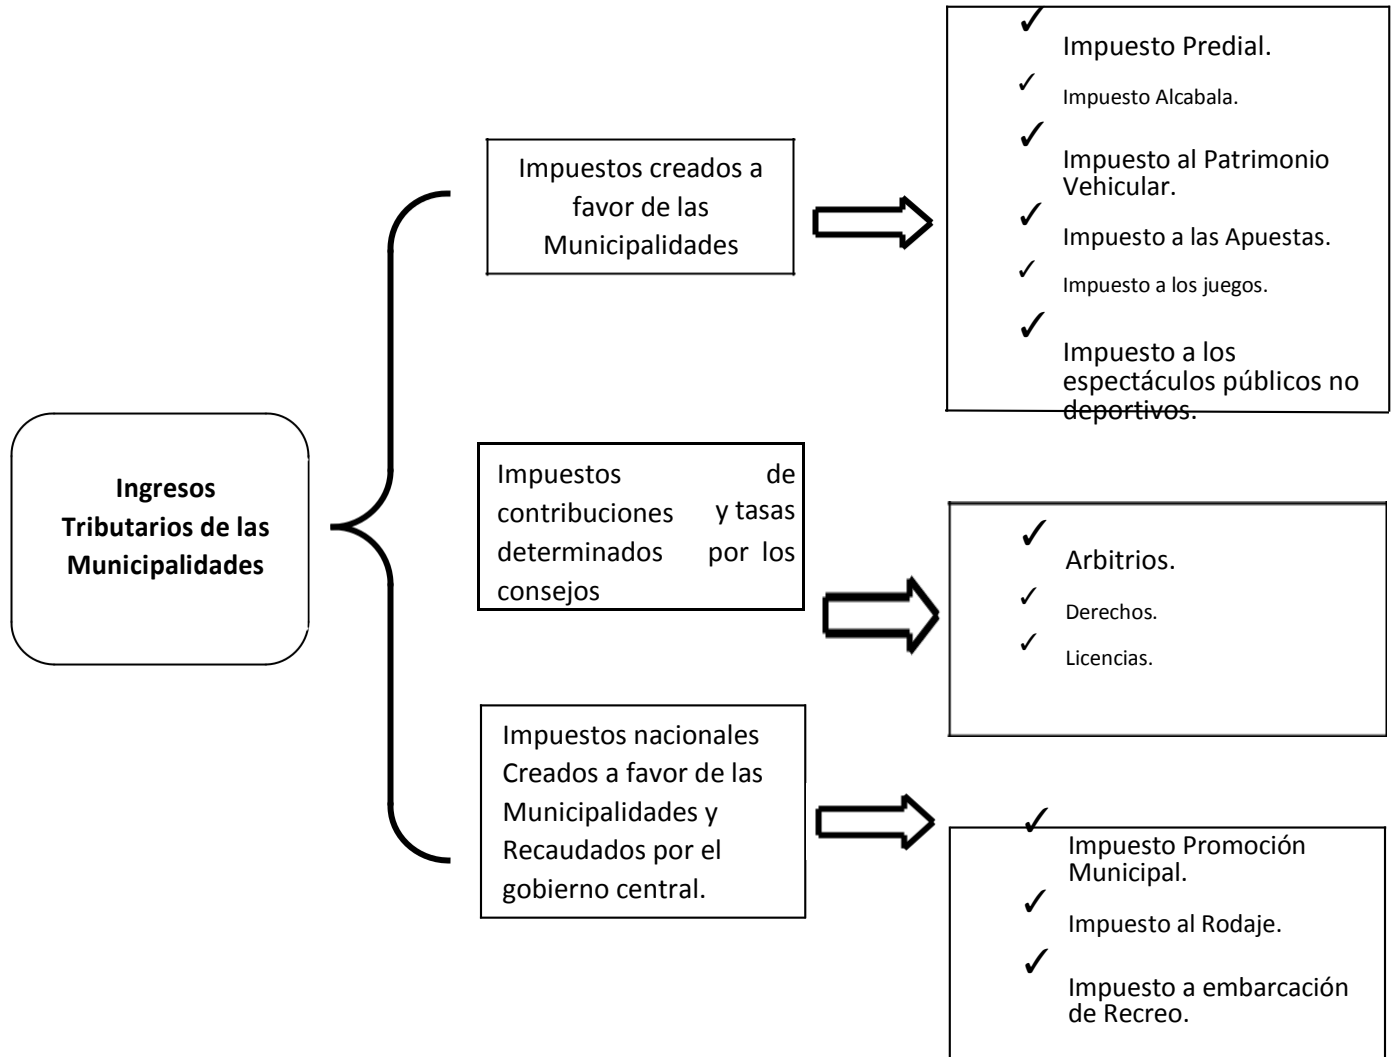 Ingresos
Tributarios de las
Municipalidades
Impuestos creados a
favor de las
Municipalidades
✓ Impuesto Predial.
✓ Impuesto Alcabala.
✓ Impuesto al Patrimonio
Vehicular.
✓ Impuesto a las Apuestas.
✓ Impuesto a los juegos.
✓ Impuesto a los
espectáculos públicos no
deportivos.
Impuestos de
contribuciones y tasas
determinados por los
consejos
✓ Arbitrios.
✓ Derechos.
✓ Licencias.
Impuestos nacionales
Creados a favor de las
Municipalidades y
Recaudados por el
gobierno central.
✓ Impuesto Promoción
Municipal.
✓ Impuesto al Rodaje.
✓ Impuesto a embarcación
de Recreo.